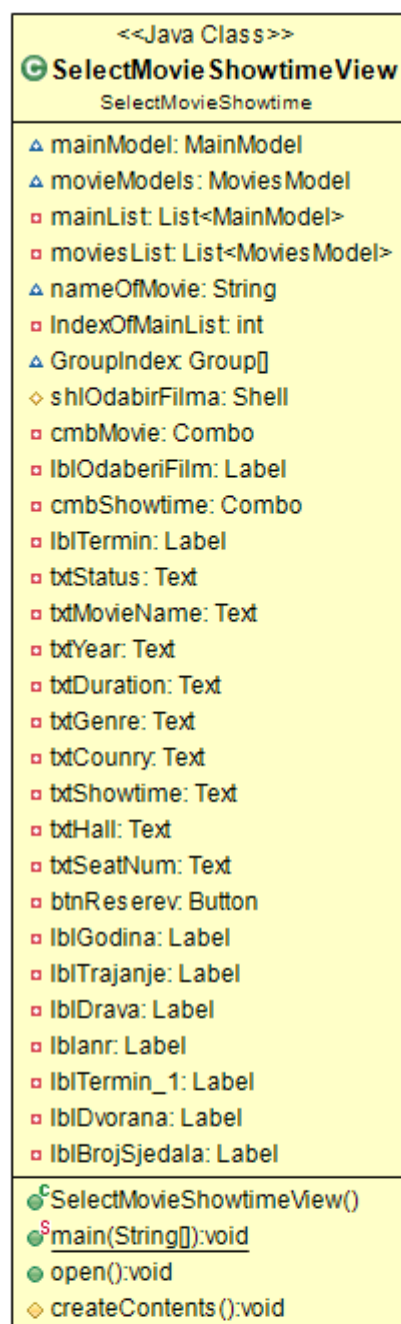 <<Java Class>>
SelectMovieShowtimeView
SelectMovieShowtime
mainModel: MainModel
movieModels: MoviesModel
mainList: List<MainModel>
moviesList: List<MoviesModel>
nameOfMovie: String
IndexOfMainList: int
GroupIndex: Group[]
shlOdabirFilma: Shell
cmbMovie: Combo
lblOdaberiFilm: Label
cmbShowtime: Combo
lblTermin: Label
txtStatus: Text
txtMovieName: Text
txtYear: Text
txtDuration: Text
txtGenre: Text
txtCounry: Text
txtShowtime: Text
txtHall: Text
txtSeatNum: Text
btnReserev: Button
lblGodina: Label
lblTrajanje: Label
lblDrava: Label
lblanr: Label
lblTermin_1: Label
lblDvorana: Label
lblBrojSjedala: Label
SelectMovieShowtimeView()
main(String[]):void
open():void
createContents():void